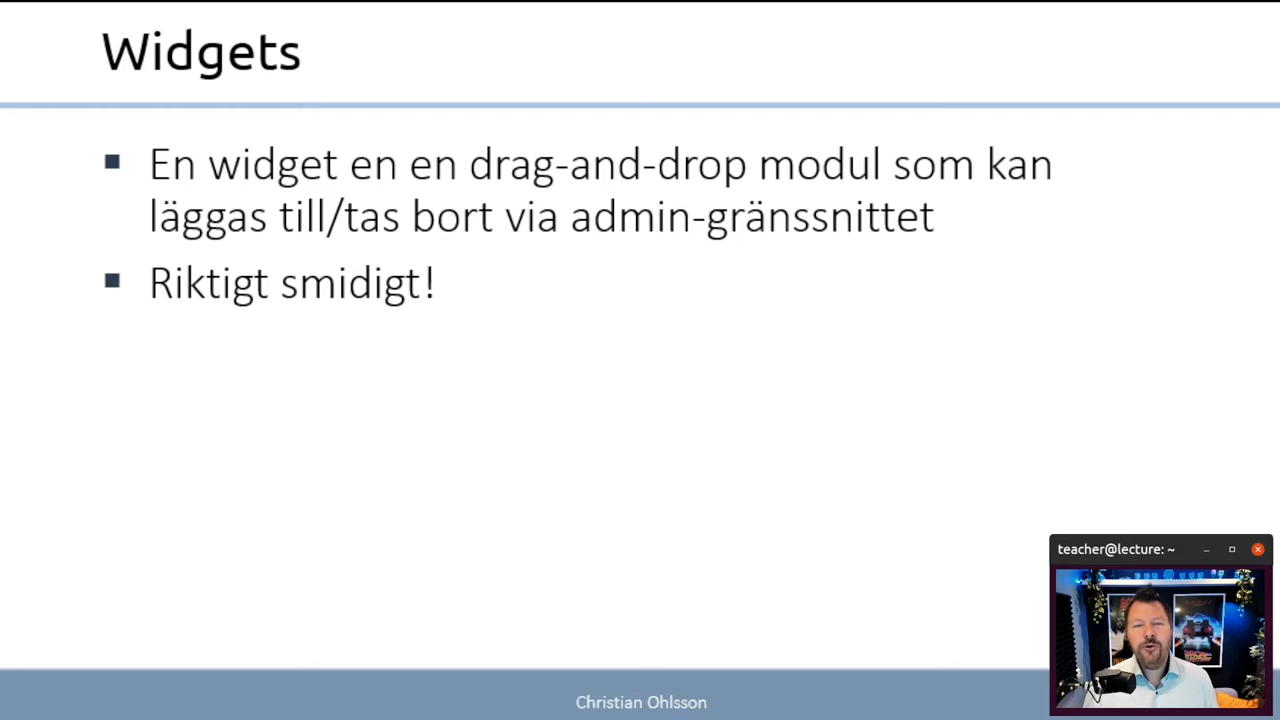 Widgets
En widget en en drag-and-drop modul som kan
läggas till/tas bort via admin-gränssnittet
Riktigt smidigt!
teacher@lecture: ~
Christian Ohlsson